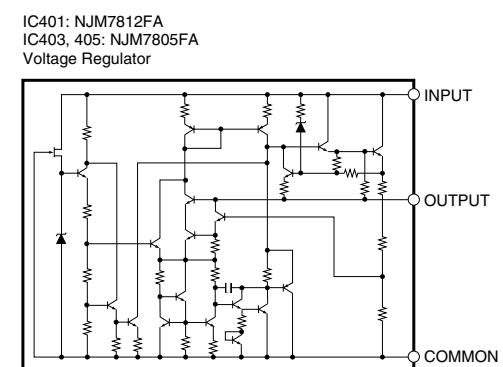 IC401: NJM7812FA
IC403, 405: NJM7805FA
Voltage Regulator
INPUT
OUTPUT
COMMON